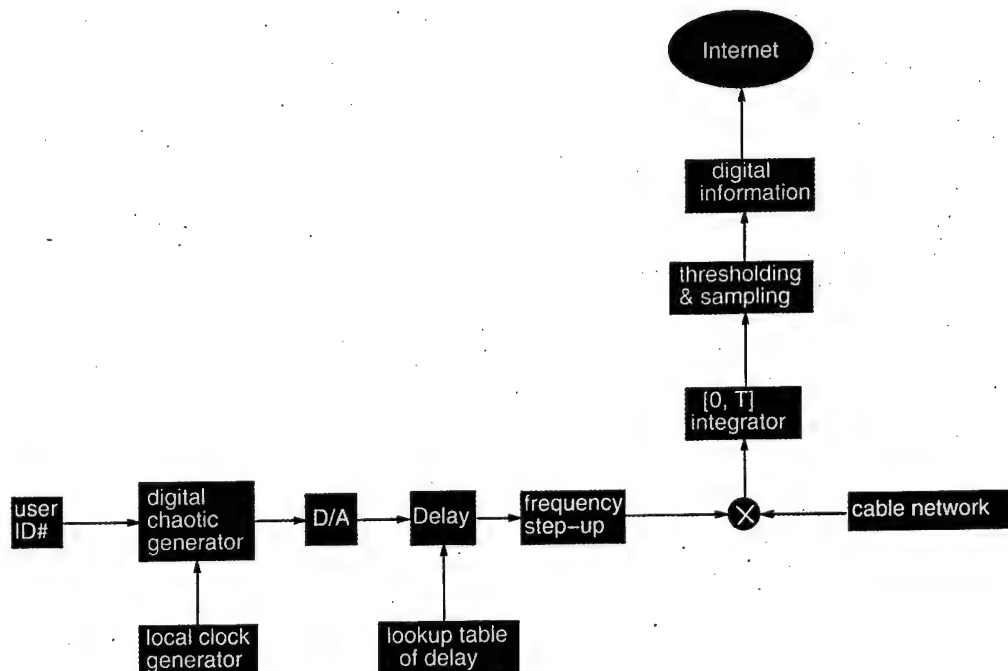 Internet
digital
information
thresholding
& sampling
[0, T]
integrator
user
ID#
digital
chaotic
generator
D/A
Delay
frequency
step-up
X
cable network
local clock
generator
lookup table
of delay